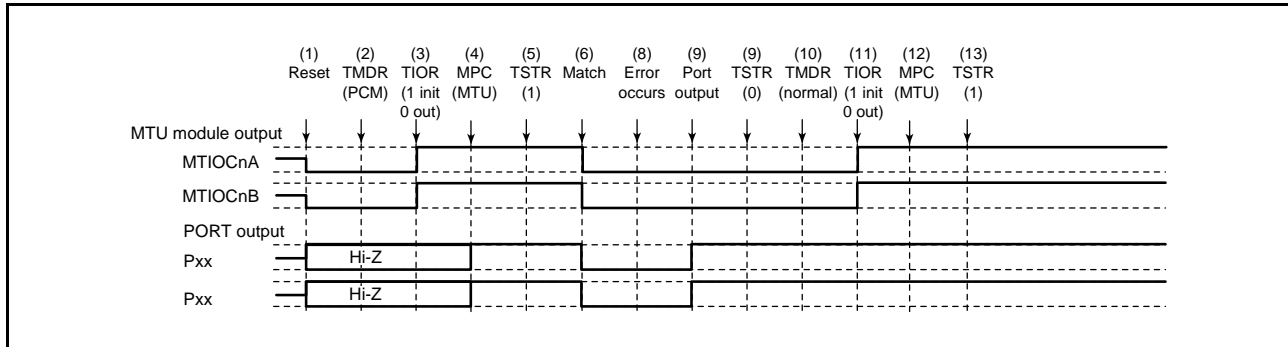 (1) (2) (3) (4) (5) (6) (8) (9) (9) (10) (11) (12) (13)
Reset TMDR TIOR MPC TSTR Match Error Port TSTR TMDR TIOR MPC TSTR
(PCM) (1 init (MTU) (1) occurs output (0) (normal) (1 init (MTU) (1)
0 out) 0 out)
MTU module output
MTIOCnA
MTIOCnB
PORT output
Pxx Hi-Z
Pxx Hi-Z